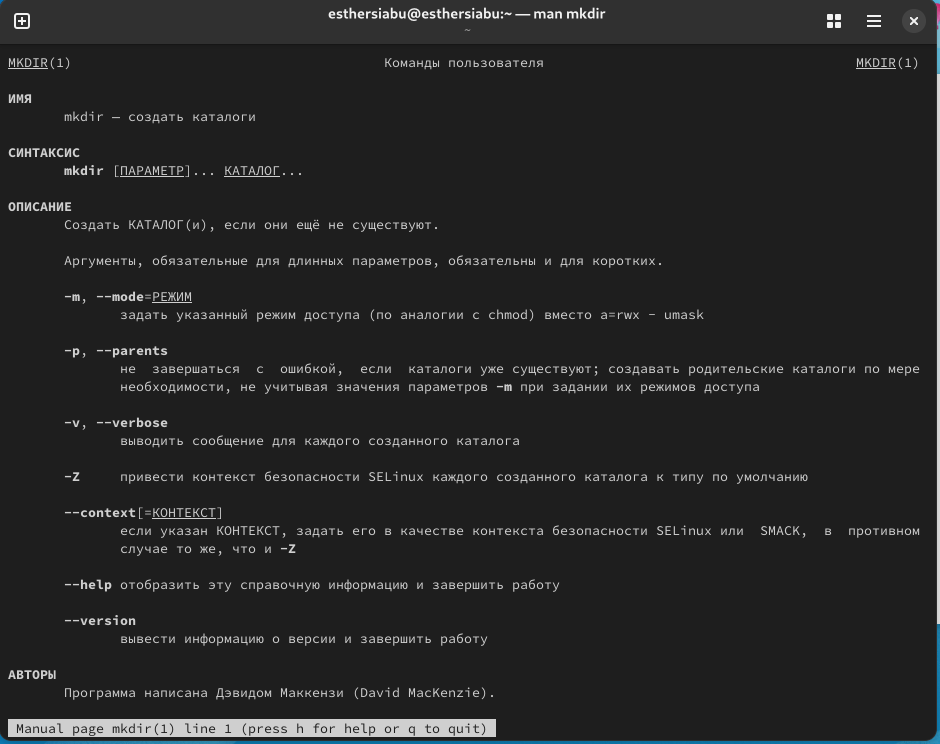 esthersiabu@esthersiabu:~ — man mkdir
~
MKDIR(1) Команды пользователя MKDIR(1)
ИМЯ
mkdir — создать каталоги
СИНТАКСИС
mkdir [ПАРАМЕТР]... КАТАЛОГ...
ОПИСАНИЕ
Создать КАТАЛОГ(и), если они ещё не существуют.
Аргументы, обязательные для длинных параметров, обязательны и для коротких.
-m, --mode=РЕЖИМ
задать указанный режим доступа (по аналогии с chmod) вместо a=rwx - umask
-p, --parents
не завершаться с ошибкой, если каталоги уже существуют; создавать родительские каталоги по мере
необходимости, не учитывая значения параметров -m при задании их режимов доступа
-v, --verbose
выводить сообщение для каждого созданного каталога
-Z привести контекст безопасности SELinux каждого созданного каталога к типу по умолчанию
--context[=КОНТЕКСТ]
если указан КОНТЕКСТ, задать его в качестве контекста безопасности SELinux или SMACK, в противном
случае то же, что и -Z
--help отобразить эту справочную информацию и завершить работу
--version
вывести информацию о версии и завершить работу
АВТОРЫ
Программа написана Дэвидом Маккензи (David MacKenzie).
Manual page mkdir(1) line 1 (press h for help or q to quit)